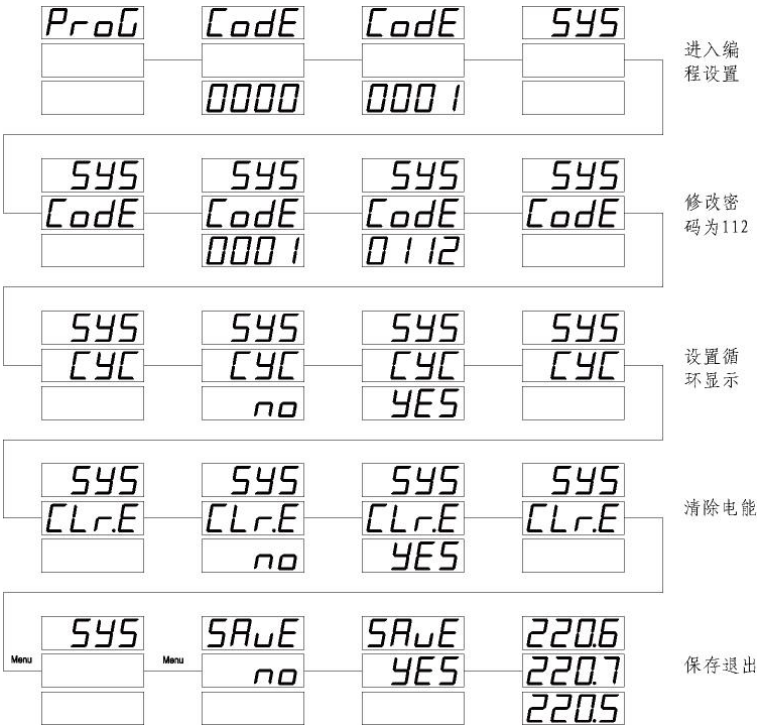 ProG CodE CodE SYS
进入编
程设置
0000 0001
SYS SYS SYS SYS
CodE CodE CodE CodE
修改密
码为112
0001 0112
SYS SYS SYS SYS
CYC CYC CYC CYC
设置循
环显示
no YES
SYS SYS SYS SYS
CLr.E CLr.E CLr.E CLr.E
清除电能
no YES
SYS SAuE SAuE 220.6
Menu Menu no YES 220.7
保存退出
220.5